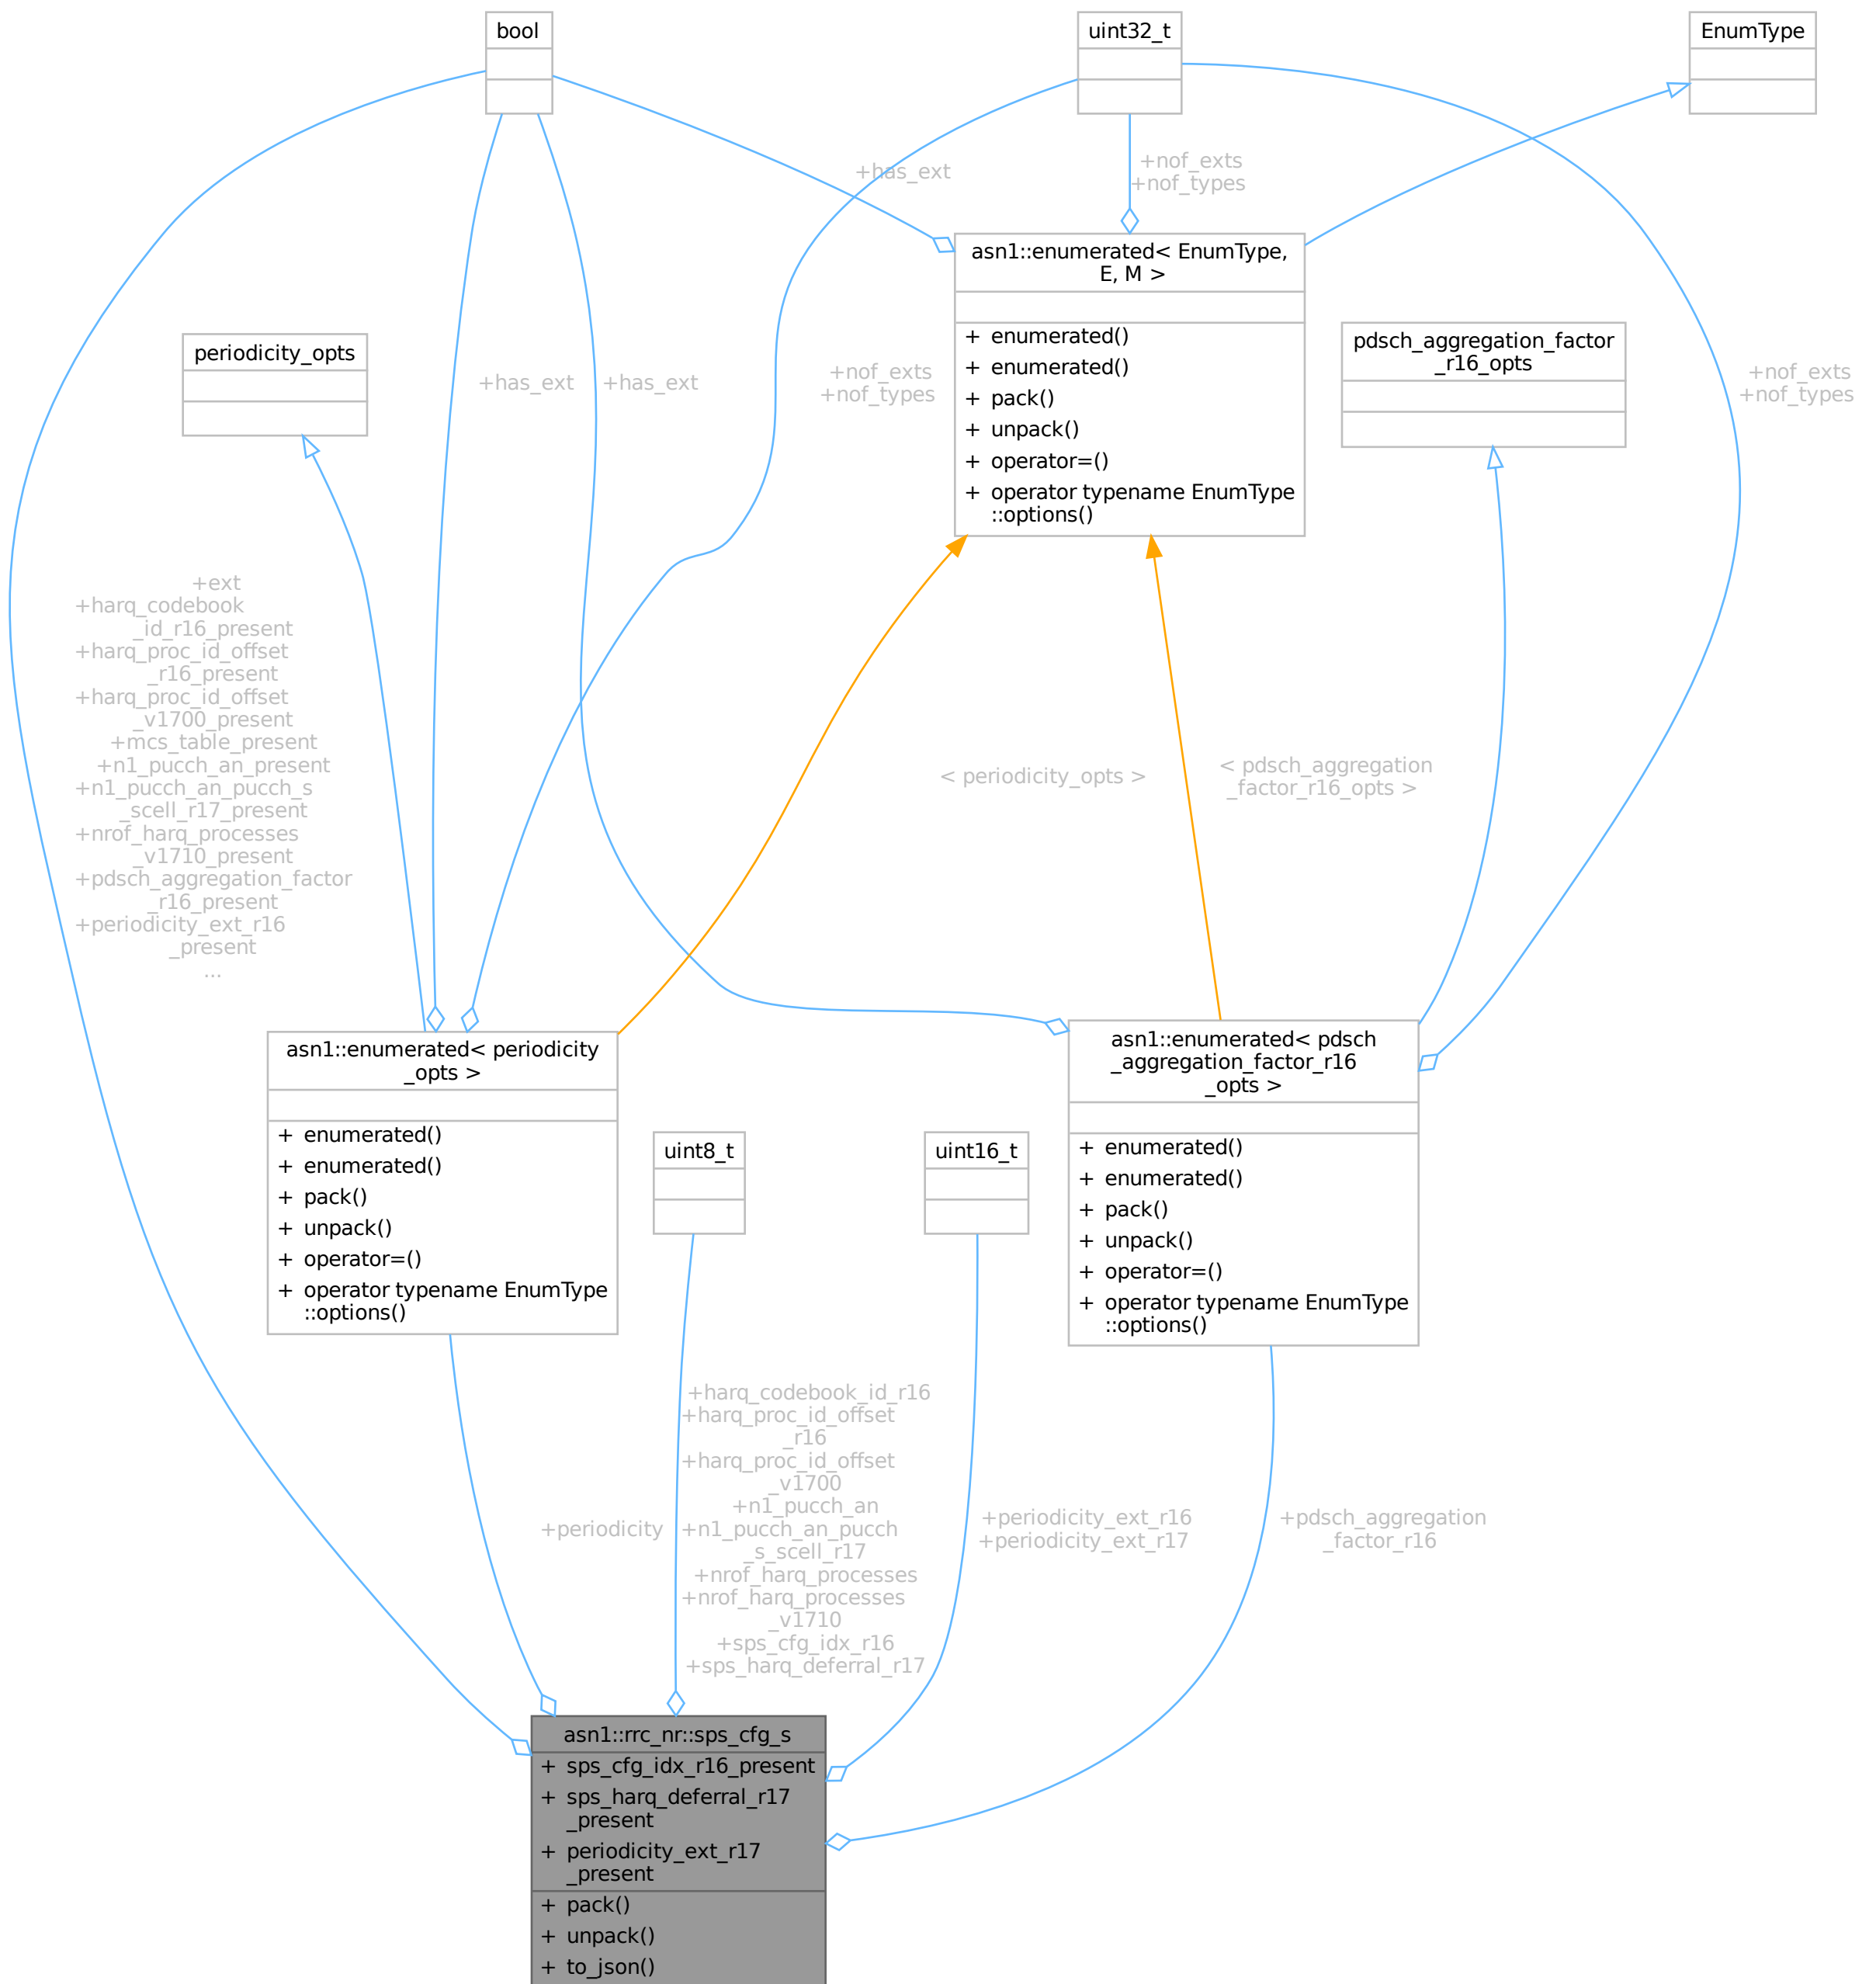 bool
uint32_t
EnumType
+has_ext
+nof_exts
+nof_types
asn1::enumerated< EnumType,
E, M >
+ enumerated()
+ enumerated()
+ pack()
+ unpack()
+ operator=()
+ operator typename EnumType
::options()
periodicity_opts
pdsch_aggregation_factor
_r16_opts
+has_ext
+has_ext
+nof_exts
+nof_types
+nof_exts
+nof_types
+ext
+harq_codebook
_id_r16_present
+harq_proc_id_offset
_r16_present
+harq_proc_id_offset
_v1700_present
+mcs_table_present
+n1_pucch_an_present
+n1_pucch_an_pucch_s
_scell_r17_present
+nrof_harq_processes
_v1710_present
+pdsch_aggregation_factor
_r16_present
+periodicity_ext_r16
_present
...
< periodicity_opts >
< pdsch_aggregation
_factor_r16_opts >
asn1::enumerated< periodicity
_opts >
+ enumerated()
+ enumerated()
+ pack()
+ unpack()
+ operator=()
+ operator typename EnumType
::options()
uint8_t
uint16_t
asn1::enumerated< pdsch
_aggregation_factor_r16
_opts >
+ enumerated()
+ enumerated()
+ pack()
+ unpack()
+ operator=()
+ operator typename EnumType
::options()
+periodicity
+harq_codebook_id_r16
+harq_proc_id_offset
_r16
+harq_proc_id_offset
_v1700
+n1_pucch_an
+n1_pucch_an_pucch
_s_scell_r17
+nrof_harq_processes
+nrof_harq_processes
_v1710
+sps_cfg_idx_r16
+sps_harq_deferral_r17
+periodicity_ext_r16
+periodicity_ext_r17
+pdsch_aggregation
_factor_r16
asn1::rrc_nr::sps_cfg_s
+ sps_cfg_idx_r16_present
+ sps_harq_deferral_r17
_present
+ periodicity_ext_r17
_present
+ pack()
+ unpack()
+ to_json()